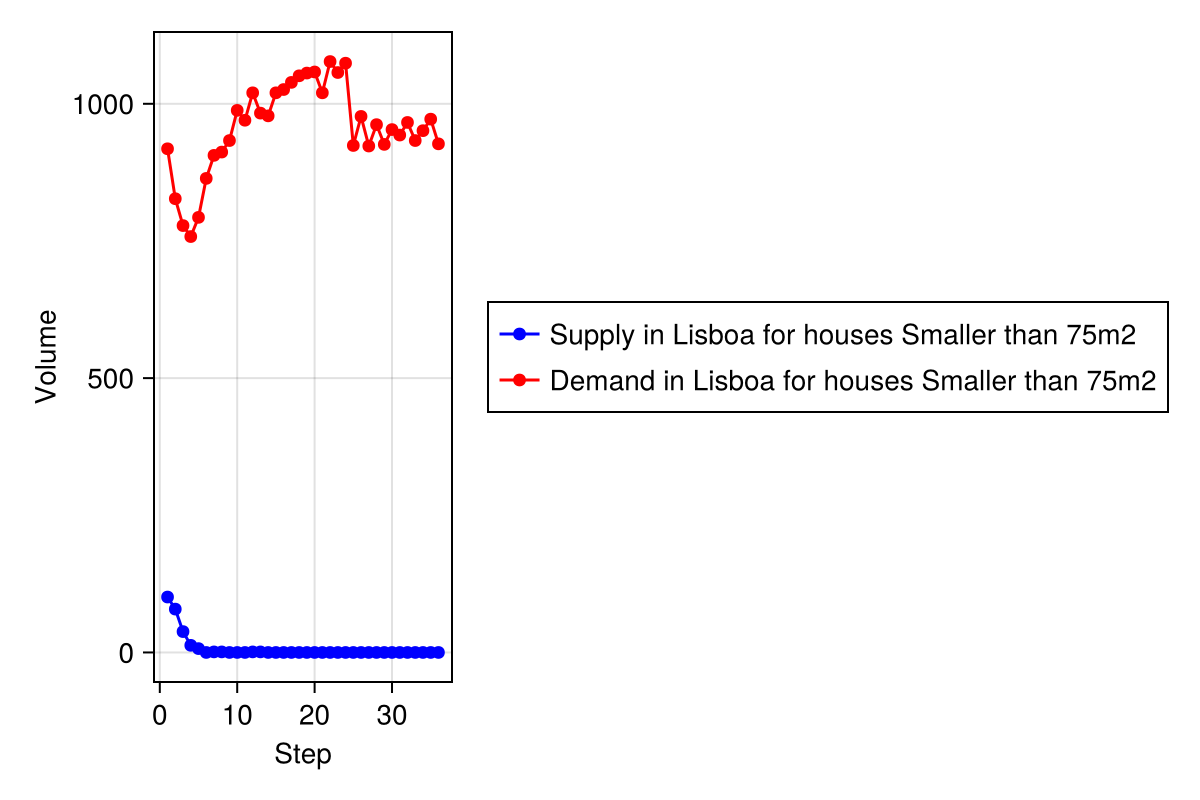 1000
500
0
Volume
0 10 20 30
Step
Supply in Lisboa for houses Smaller than 75m2
Demand in Lisboa for houses Smaller than 75m2